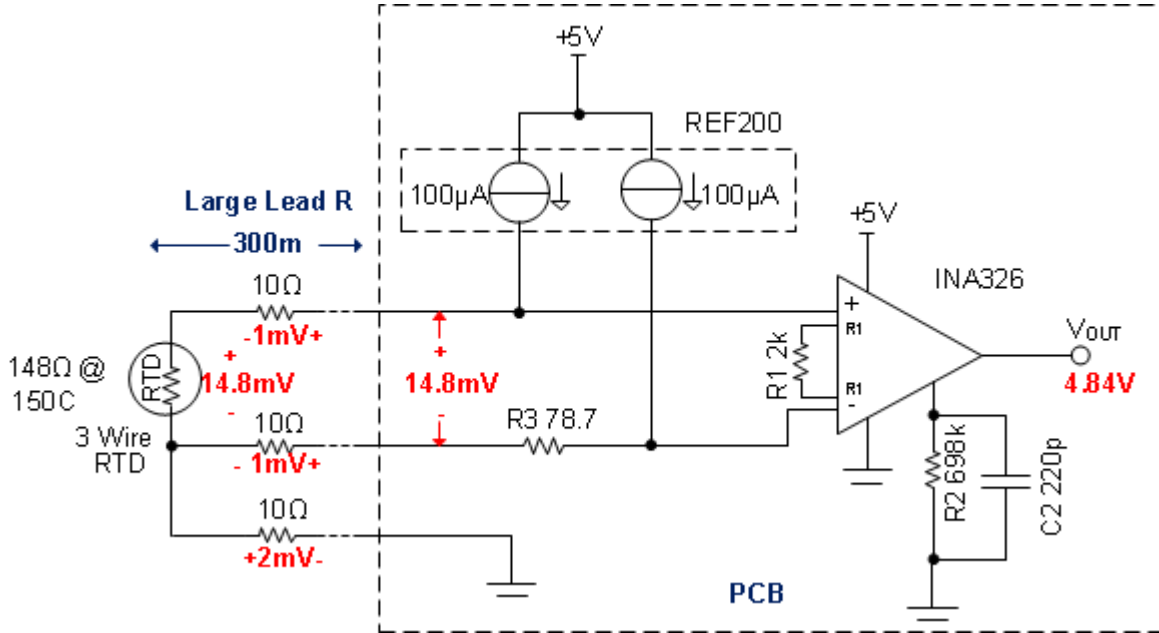 +5V
REF200
100µA
100µA
Large Lead R
300m
+5V
INA326
10Ω
-1mV+
148Ω @
150C
RTD
+
14.8mV
-
+
14.8mV
-
3 Wire
RTD
10Ω
- 1mV+
R3 78.7
10Ω
+2mV-
+
R1
R1 2k
R1
-
VOUT
4.84V
R2 698k
C2 220p
PCB